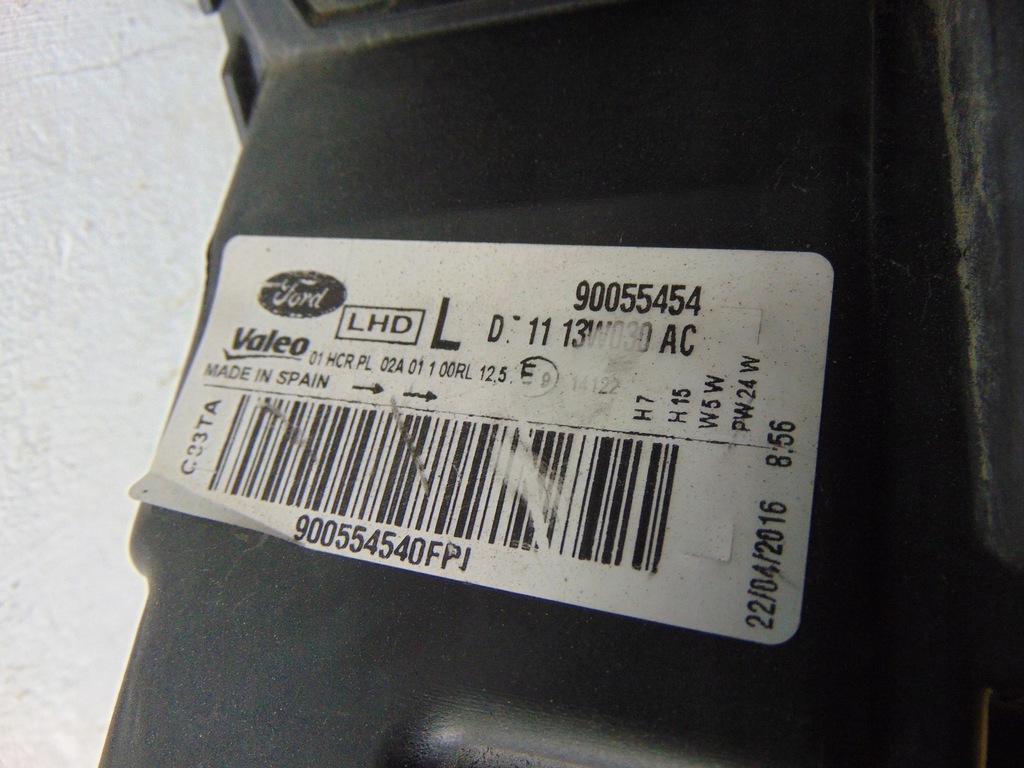 Ford
LHD L 90055454
11 13W030 AC
Valeo 01 HCR PL 02A 01 1 00RL 12,5 E9 14122
MADE IN SPAIN
H7
H15
W5W
PW24W
C33TA
900554540FPJ
22/04/2016 8:56